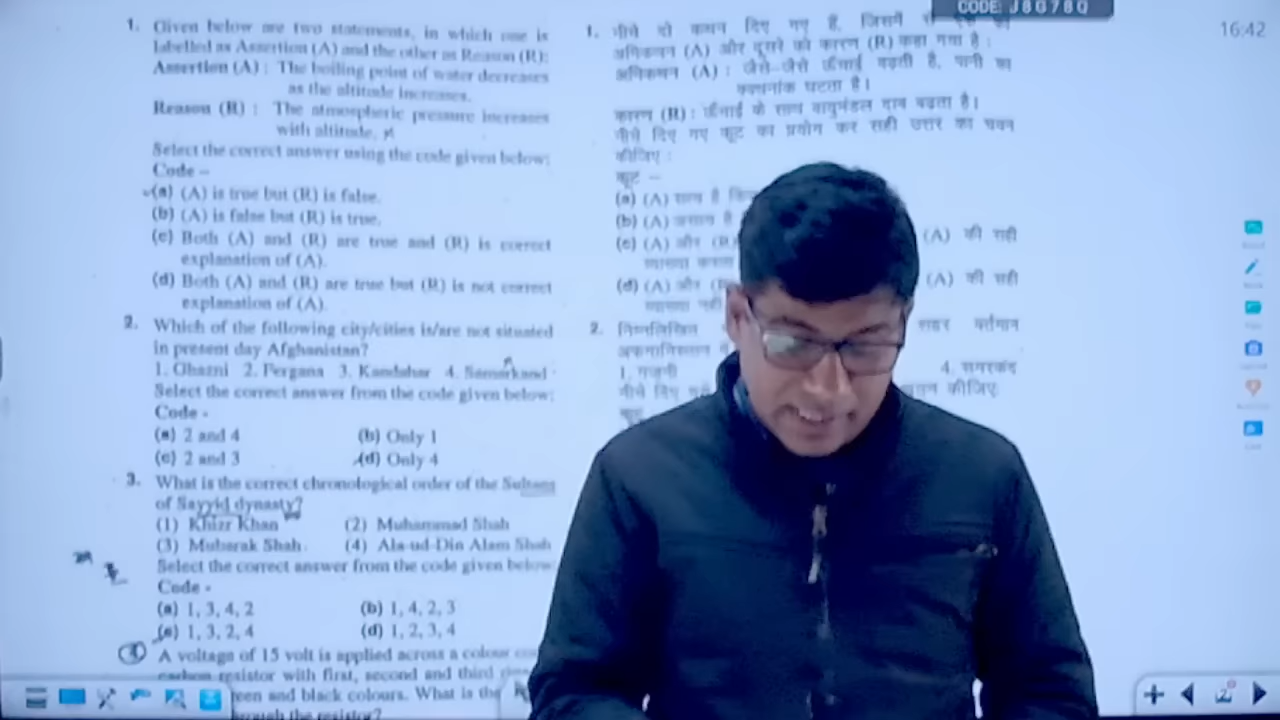 CODE: J8G78Q
16:42
1. Given below are two statements, in which one is
labelled as Assertion (A) and the other as Reason (R):
Assertion (A) : The boiling point of water decreases
as the altitude increases.
Reason (R) : The atmospheric pressure increases
with altitude.
Select the correct answer using the code given below:
Code –
(a) (A) is true but (R) is false.
(b) (A) is false but (R) is true.
(c) Both (A) and (R) are true and (R) is correct
explanation of (A).
(d) Both (A) and (R) are true but (R) is not correct
explanation of (A).
2. Which of the following city/cities is/are not situated
in present day Afghanistan?
1. Ghazni 2. Fergana 3. Kandahar 4. Samarkand
Select the correct answer from the code given below:
Code -
(a) 2 and 4 (b) Only 1
(c) 2 and 3 (d) Only 4
3. What is the correct chronological order of the Sultans
of Sayyid dynasty?
(1) Khizr Khan (2) Muhammad Shah
(3) Mubarak Shah (4) Ala-ud-Din Alam Shah
Select the correct answer from the code given below
Code -
(a) 1, 3, 4, 2 (b) 1, 4, 2, 3
(c) 1, 3, 2, 4 (d) 1, 2, 3, 4
4 A voltage of 15 volt is applied across a colour
carbon resistor with first, second and third
and black colours. What is the
through the resistor?
1. नीचे दो कथन दिए गए हैं, जिसमें
अभिकथन (A) और दूसरे को कारण (R) कहा गया है :
अभिकथन (A) : जैसे-जैसे ऊँचाई बढ़ती है, पानी का
क्वथनांक घटता है।
कारण (R) : ऊँचाई के साथ वायुमंडल दाब बढ़ता है।
नीचे दिए गए कूट का प्रयोग कर सही उत्तर का चयन
कीजिए :
कूट –
(a) (A) सत्य है
(b) (A) असत्य है
(c) (A) और (A) की सही
व्याख्या करता
(d) (A) और (A) की सही
व्याख्या नहीं
2. निम्नलिखित शहर वर्तमान
अफगानिस्तान
1. गजनी 4. समरकंद
नीचे दिए चयन कीजिए:
कूट